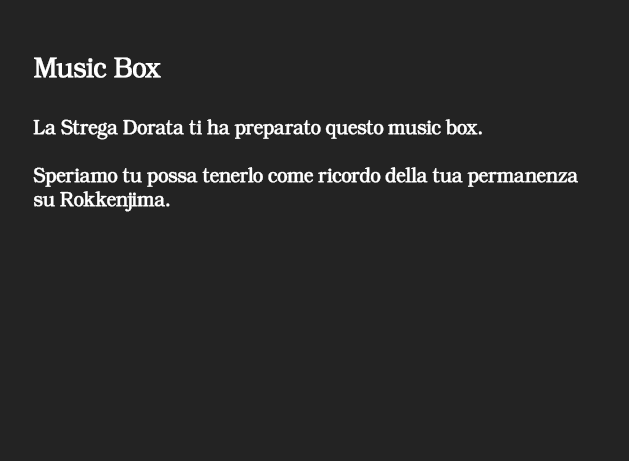 Music Box
La Strega Dorata ti ha preparato questo music box.
Speriamo tu possa tenerlo come ricordo della tua permanenza
su Rokkenjima.